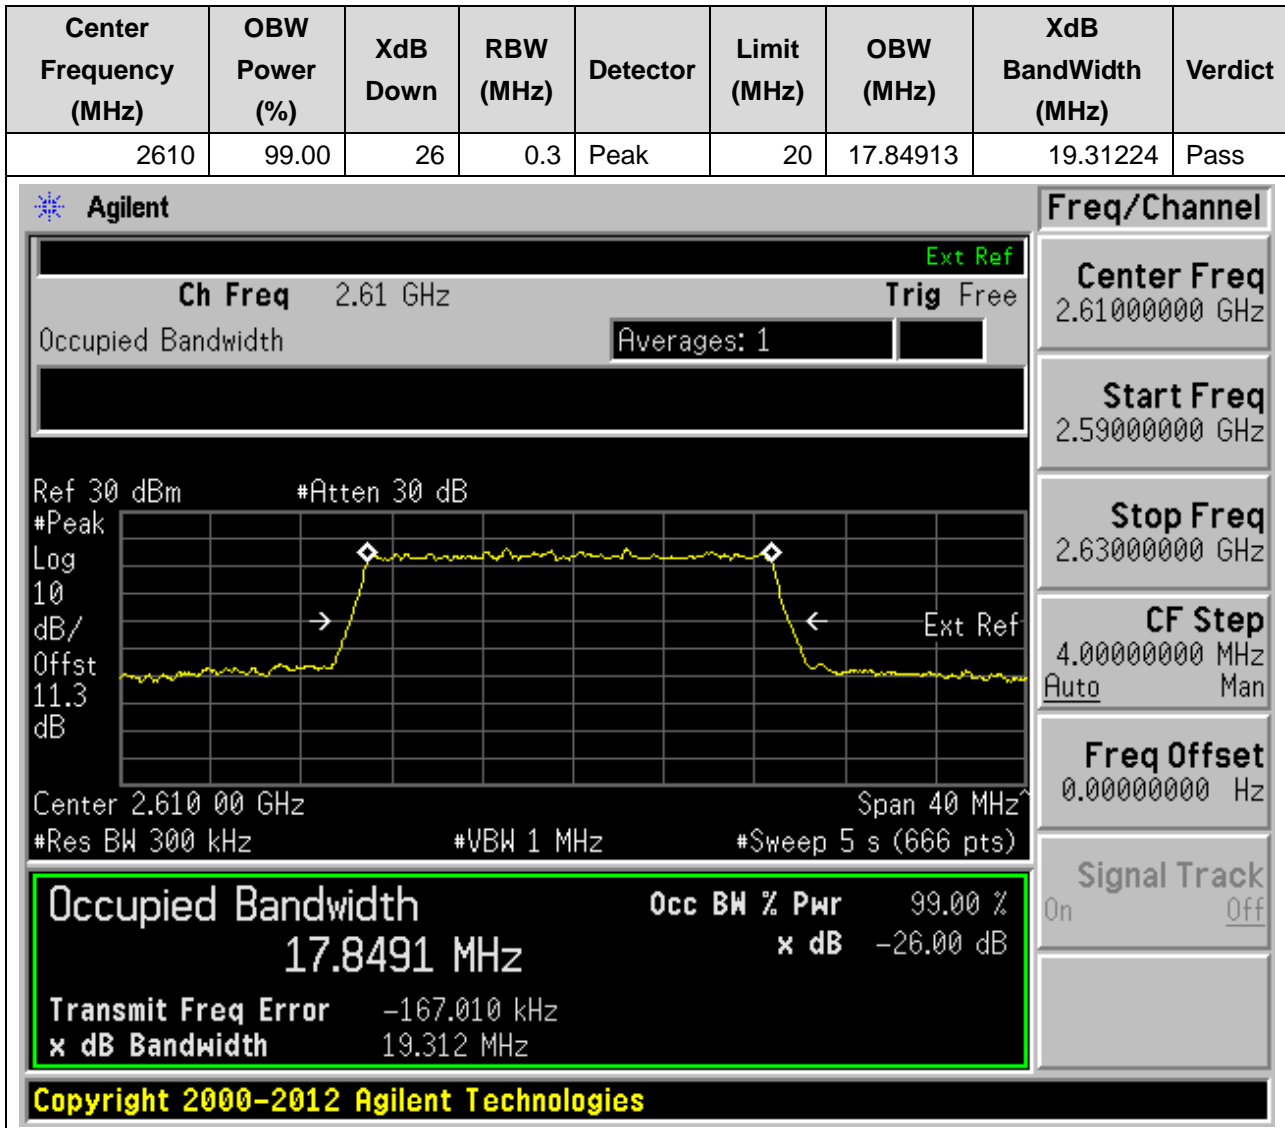 Center Frequency (MHz) OBW Power (%) XdB Down RBW (MHz) Detector Limit (MHz) OBW (MHz) XdB BandWidth (MHz) Verdict
2610 99.00 26 0.3 Peak 20 17.84913 19.31224 Pass
Agilent
Freq/Channel
Ext Ref
Ch Freq 2.61 GHz Trig Free
Occupied Bandwidth Averages: 1
Center Freq
2.61000000 GHz
Start Freq
2.59000000 GHz
Stop Freq
2.63000000 GHz
CF Step
4.00000000 MHz
Auto Man
Freq Offset
0.00000000 Hz
Signal Track
On Off
Ref 30 dBm #Atten 30 dB
#Peak
Log
10
dB/
Offst
11.3
dB
Ext Ref
Center 2.610 00 GHz Span 40 MHz^
#Res BW 300 kHz #VBW 1 MHz #Sweep 5 s (666 pts)
Occupied Bandwidth Occ BW % Pwr 99.00 %
17.8491 MHz x dB -26.00 dB
Transmit Freq Error -167.010 kHz
x dB Bandwidth 19.312 MHz
Copyright 2000-2012 Agilent Technologies